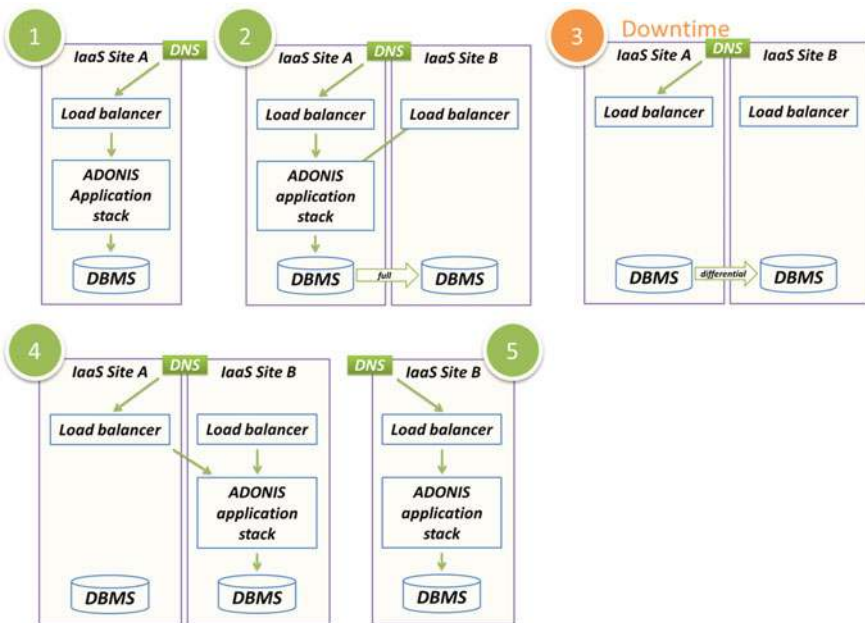 1
DNS
IaaS Site A
Load balancer
ADONIS
Application
stack
DBMS
2
DNS
IaaS Site A
IaaS Site B
Load balancer
Load balancer
ADONIS
application
stack
DBMS
full
DBMS
3
Downtime
DNS
IaaS Site A
IaaS Site B
Load balancer
Load balancer
DBMS
differential
DBMS
4
DNS
IaaS Site A
IaaS Site B
Load balancer
Load balancer
ADONIS
application
stack
DBMS
DBMS
5
DNS
IaaS Site B
Load balancer
ADONIS
application
stack
DBMS